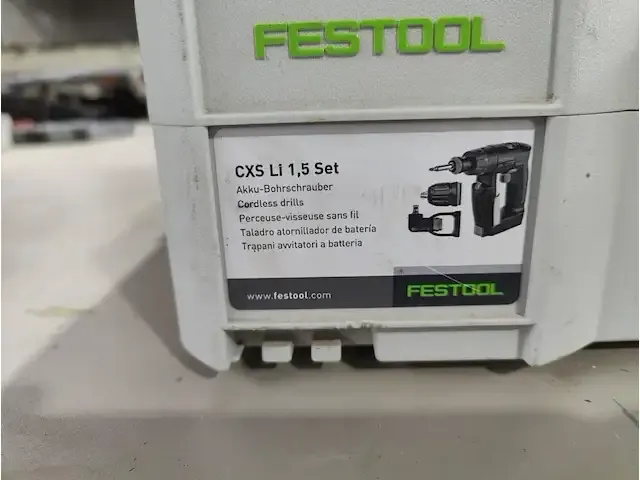 FESTOOL
CXS Li 1,5 Set
Akku-Bohrschrauber
Cordless drills
Perceuse-visseuse sans fil
Taladro atornillador de batería
Trapani avvitatori a batteria
www.festool.com
FESTOOL